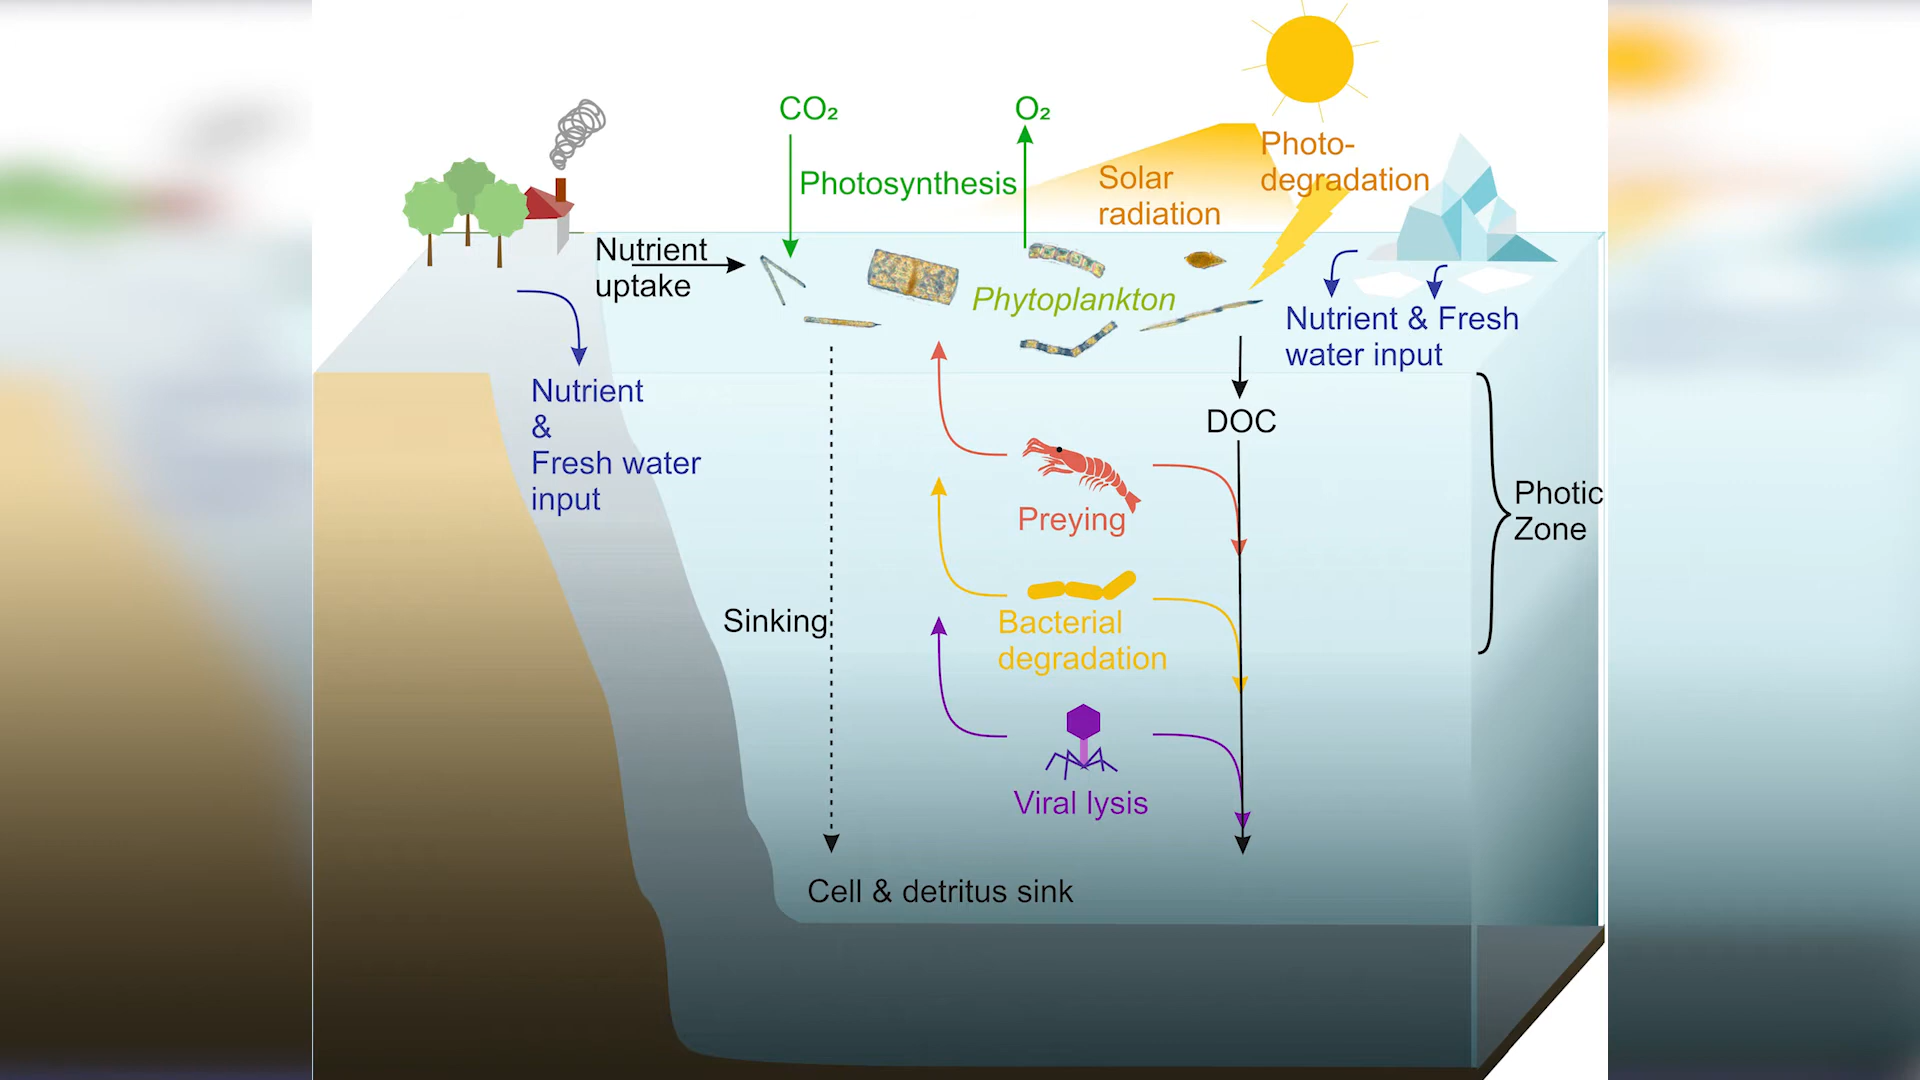 CO₂
O₂
Photosynthesis
Solar
radiation
Photo-
degradation
Nutrient
uptake
Phytoplankton
Nutrient & Fresh
water input
Nutrient
&
Fresh water
input
DOC
Preying
Photic
Zone
Sinking
Bacterial
degradation
Viral lysis
Cell & detritus sink